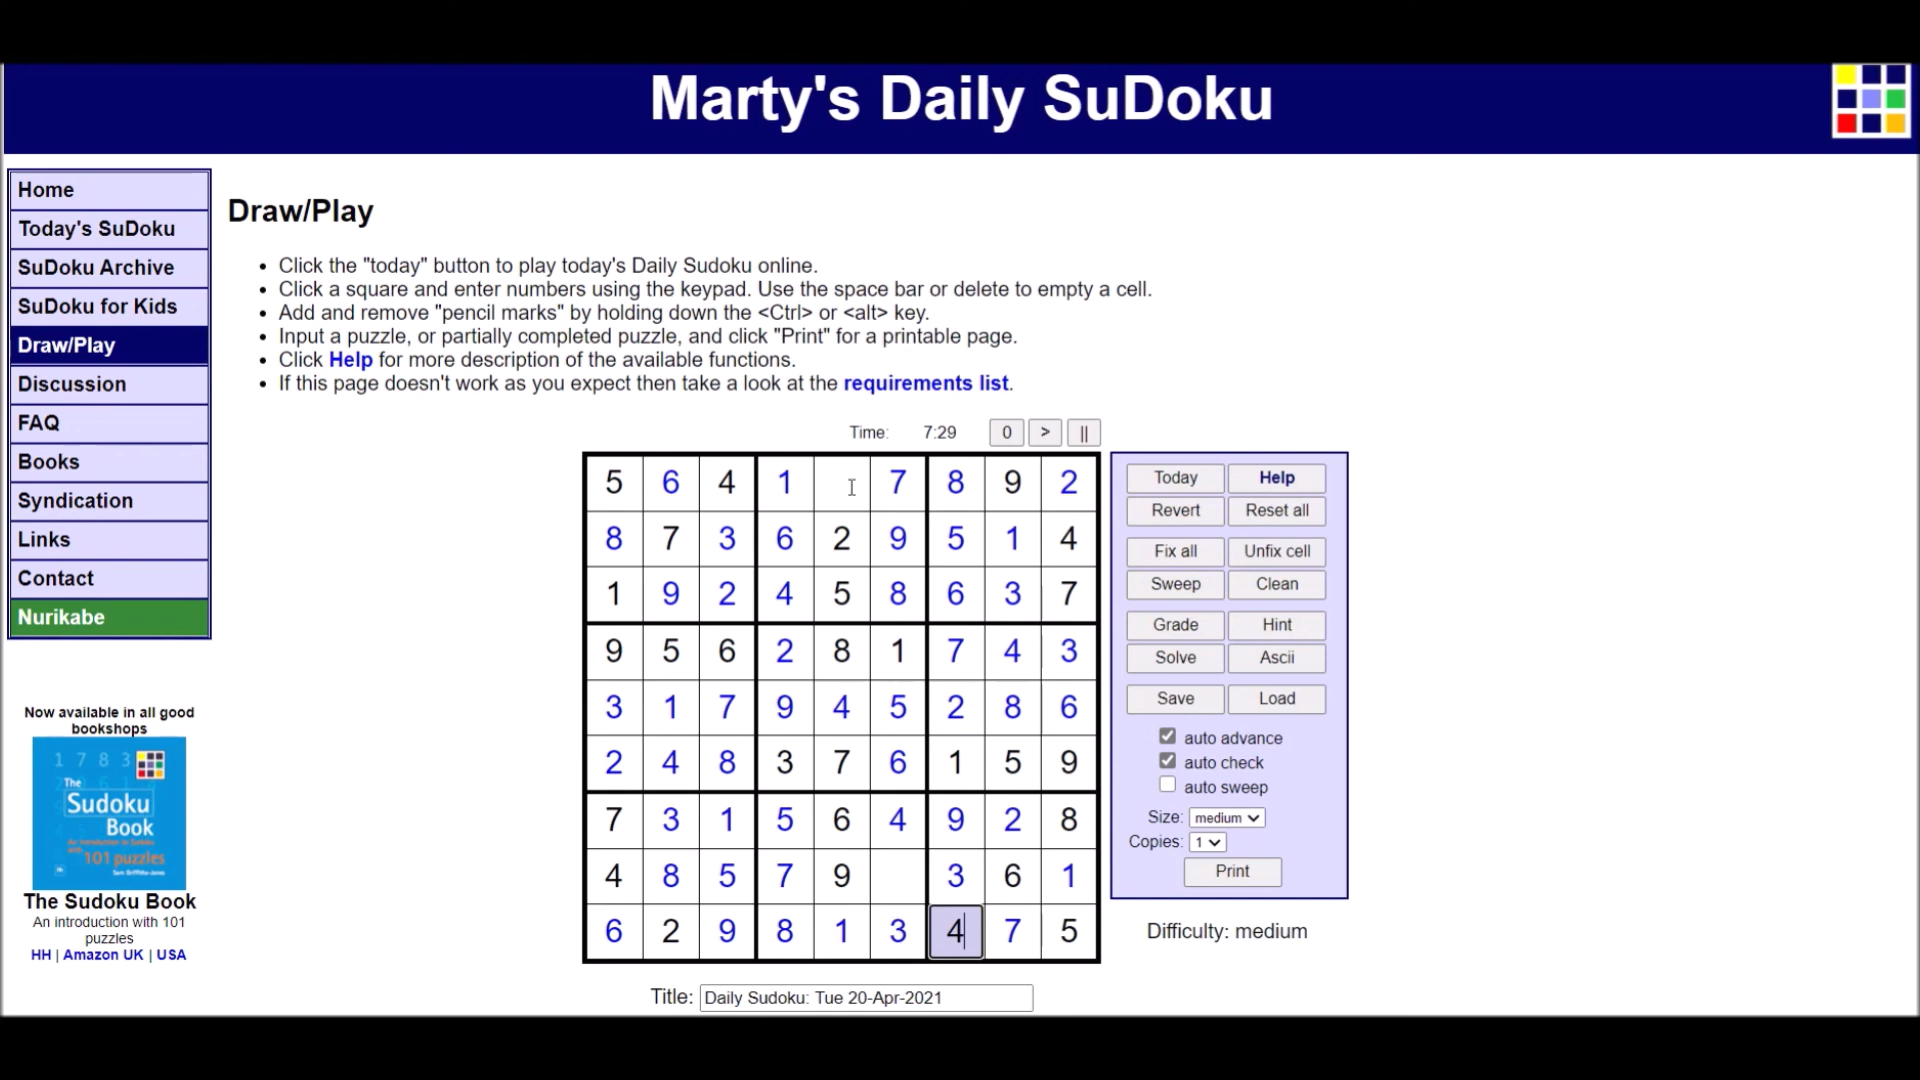 Marty's Daily SuDoku
Home
Today's SuDoku
SuDoku Archive
SuDoku for Kids
Draw/Play
Discussion
FAQ
Books
Syndication
Links
Contact
Nurikabe
Now available in all good
bookshops
1 7 8 3
The
Sudoku
Book
with
101 puzzles
The Sudoku Book
An introduction with 101
puzzles
HH | Amazon UK | USA
Draw/Play
• Click the "today" button to play today's Daily Sudoku online.
• Click a square and enter numbers using the keypad. Use the space bar or delete to empty a cell.
• Add and remove "pencil marks" by holding down the <Ctrl> or <alt> key.
• Input a puzzle, or partially completed puzzle, and click "Print" for a printable page.
• Click Help for more description of the available functions.
• If this page doesn't work as you expect then take a look at the requirements list.
Time: 7:29 0 > ||
5 6 4 1 7 8 9 2
8 7 3 6 2 9 5 1 4
1 9 2 4 5 8 6 3 7
9 5 6 2 8 1 7 4 3
3 1 7 9 4 5 2 8 6
2 4 8 3 7 6 1 5 9
7 3 1 5 6 4 9 2 8
4 8 5 7 9 3 6 1
6 2 9 8 1 3 4 7 5
Title: Daily Sudoku: Tue 20-Apr-2021
Today Help
Revert Reset all
Fix all Unfix cell
Sweep Clean
Grade Hint
Solve Ascii
Save Load
auto advance
auto check
auto sweep
Size: medium
Copies: 1
Print
Difficulty: medium